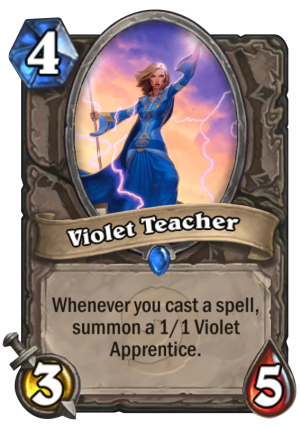 4
Violet Teacher
Whenever you cast a spell,
summon a 1/1 Violet
Apprentice.
3
5